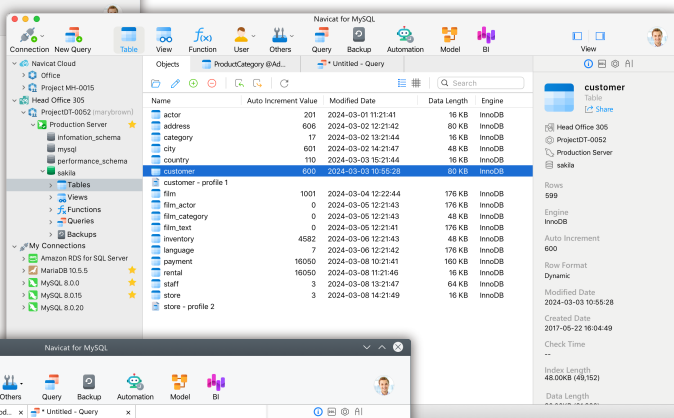 Navicat for MySQL
Connection New Query Table View Function User Others Query Backup Automation Model BI View
Objects ProductCategory @Ad... * Untitled - Query
Navicat Cloud
Office
Project MH-0015
Head Office 305
ProjectDT-0052 (marybrown)
Production Server
infomation_schema
mysql
performance_schema
sakila
Tables
Views
Functions
Queries
Backups
My Connections
Amazon RDS for SQL Server
MariaDB 10.5.5
MySQL 8.0.0
MySQL 8.0.15
MySQL 8.0.20
Search
Name Auto Increment Value Modified Date Data Length Engine
actor 201 2024-03-01 11:21:41 16 KB InnoDB
address 606 2024-03-02 12:21:42 80 KB InnoDB
category 17 2024-03-02 13:21:44 16 KB InnoDB
city 601 2024-03-02 14:21:47 48 KB InnoDB
country 110 2024-03-03 15:21:44 16 KB InnoDB
customer 600 2024-03-03 10:55:28 80 KB InnoDB
customer - profile 1
film 1001 2024-03-04 12:22:44 176 KB InnoDB
film_actor 0 2024-03-05 12:21:43 176 KB InnoDB
film_category 0 2024-03-05 12:21:43 48 KB InnoDB
film_text 0 2024-03-05 12:21:41 176 KB InnoDB
inventory 4582 2024-03-06 12:21:43 48 KB InnoDB
language 7 2024-03-06 12:21:42 176 KB InnoDB
payment 16050 2024-03-08 10:21:41 160 KB InnoDB
rental 16050 2024-03-08 11:21:46 16 KB InnoDB
staff 3 2024-03-08 13:21:47 64 KB InnoDB
store 3 2024-03-08 14:21:49 16 KB InnoDB
store - profile 2
customer
Table
Share
Head Office 305
ProjectDT-0052
Production Server
sakila
Rows
599
Engine
InnoDB
Auto Increment
600
Row Format
Dynamic
Modified Date
2024-03-03 10:55:28
Created Date
2017-05-22 16:04:49
Check Time
--
Index Length
48.00KB (49,152)
Data Length
Navicat for MySQL
Others Query Backup Automation Model BI
od... * Untitled - Query